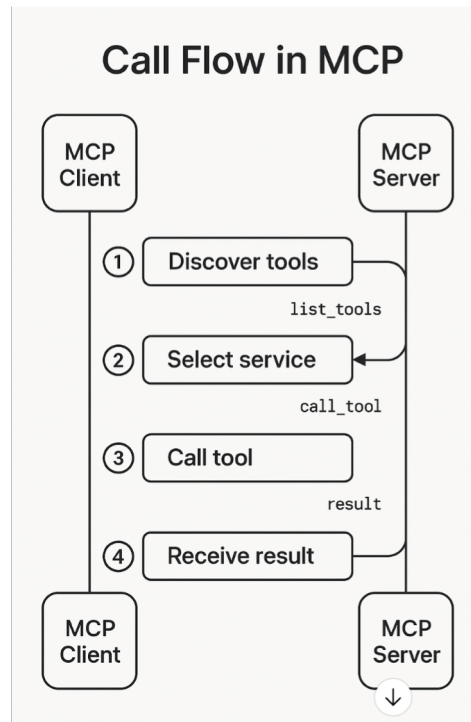 Call Flow in MCP
MCP
Client
MCP
Server
1
Discover tools
list_tools
2
Select service
call_tool
3
Call tool
result
4
Receive result
MCP
Client
MCP
Server